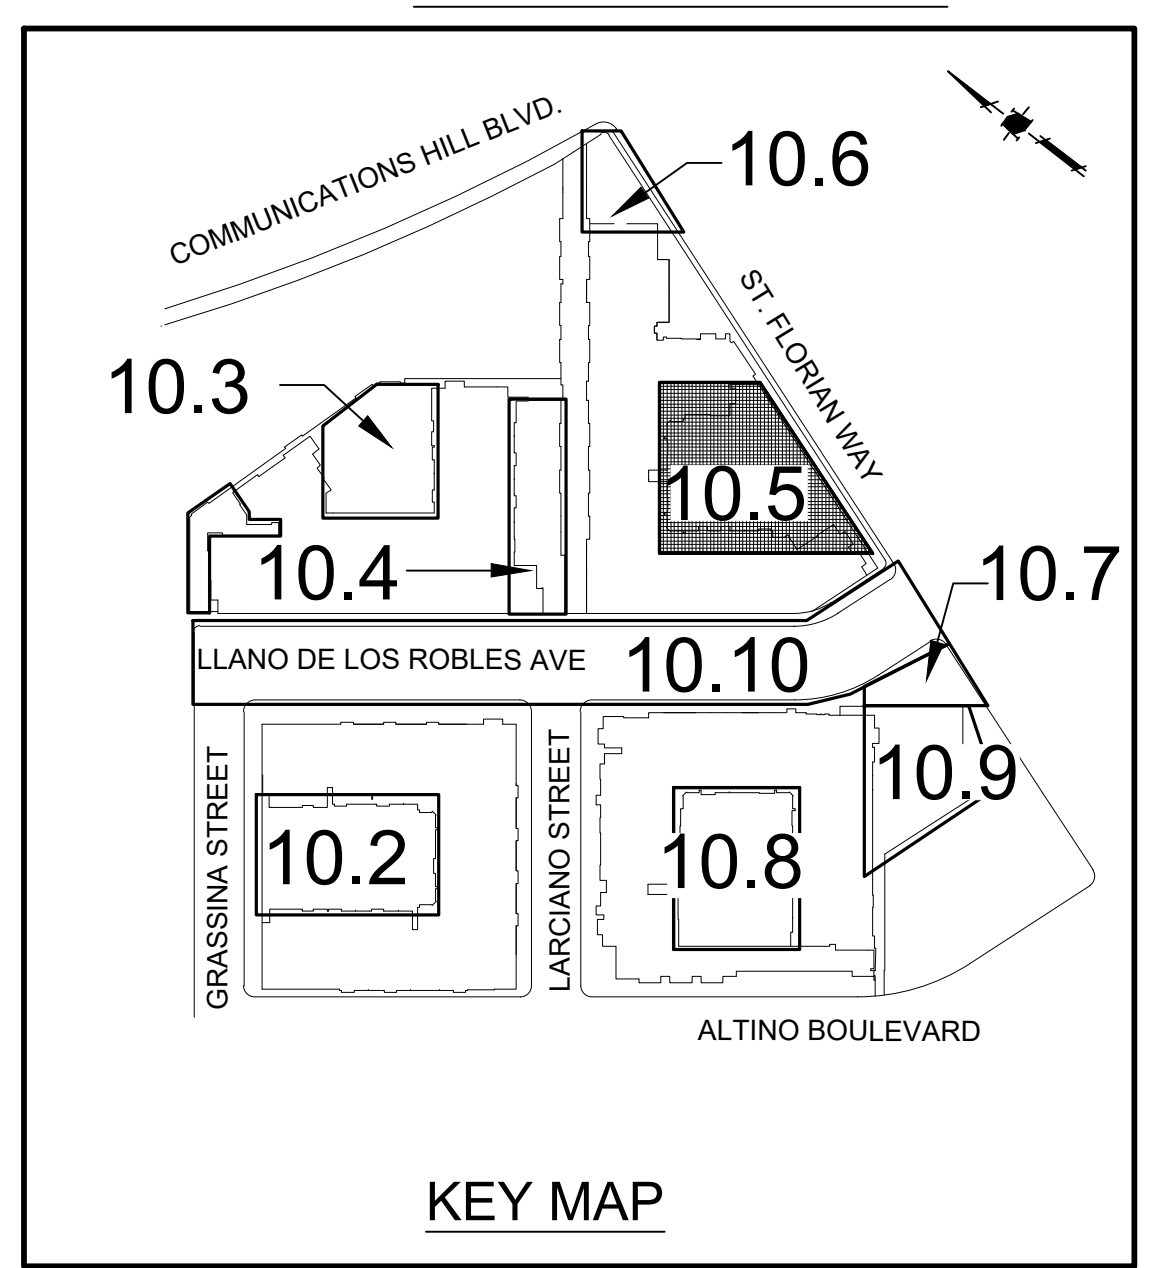 COMMUNICATIONS HILL BLVD.
10.6
ST. FLORIAN WAY
10.3
10.5
10.4
10.7
LLANO DE LOS ROBLES AVE
10.10
GRASSINA STREET
LARCIANO STREET
10.9
10.2
10.8
ALTINO BOULEVARD
KEY MAP